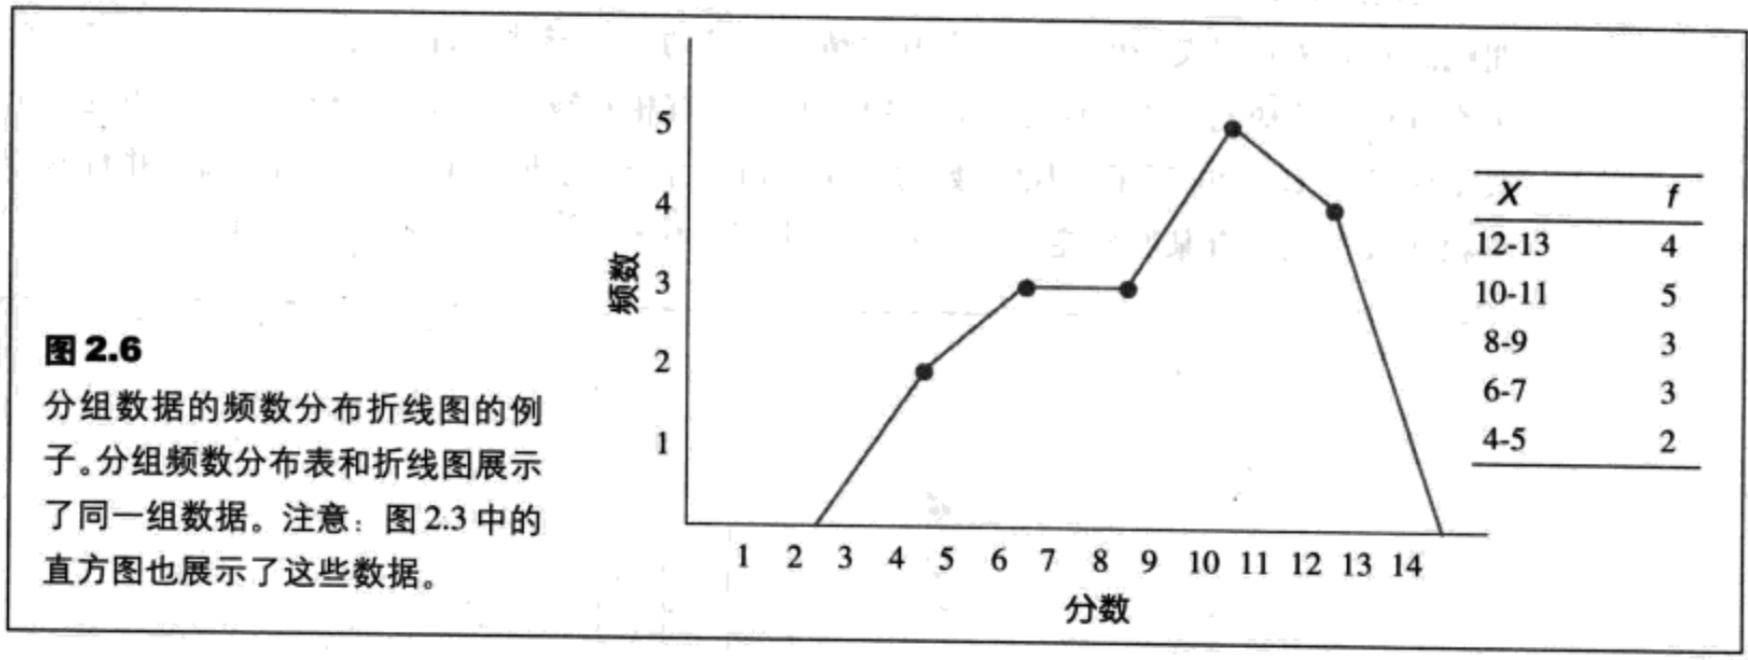 图 2.6
分组数据的频数分布折线图的例
子。分组频数分布表和折线图展示
了同一组数据。注意：图 2.3 中的
直方图也展示了这些数据。
频数
5
4
3
2
1
1 2 3 4 5 6 7 8 9 10 11 12 13 14
分数
X f
12-13 4
10-11 5
8-9 3
6-7 3
4-5 2